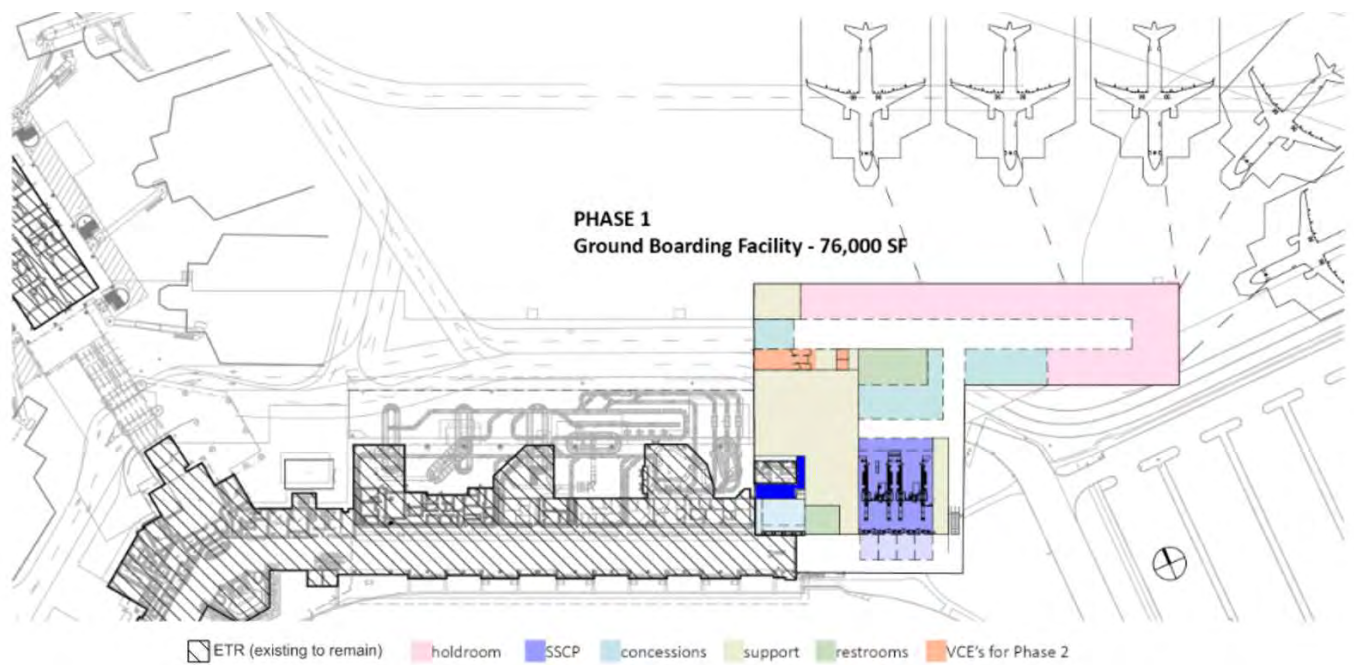 PHASE 1
Ground Boarding Facility - 76,000 SF
ETR (existing to remain)
holdroom
SSCP
concessions
support
restrooms
VCE's for Phase 2